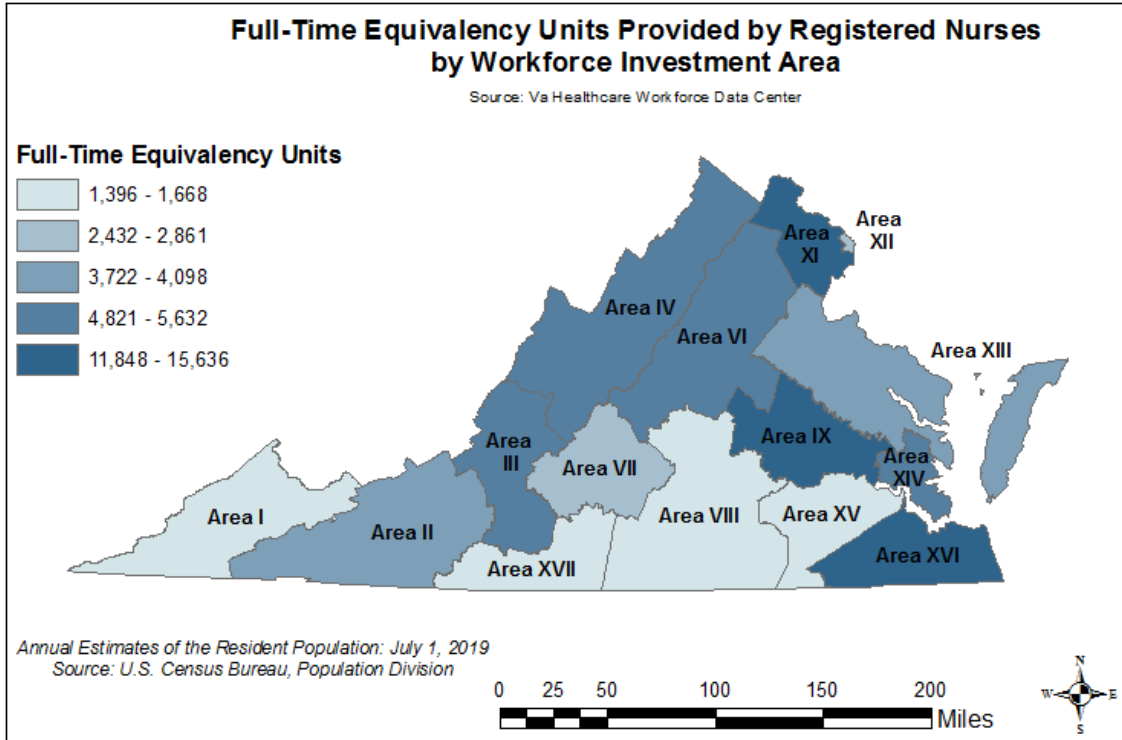 Full-Time Equivalency Units Provided by Registered Nurses
by Workforce Investment Area
Source: Va Healthcare Workforce Data Center
Full-Time Equivalency Units
1,396 - 1,668
2,432 - 2,861
3,722 - 4,098
4,821 - 5,632
11,848 - 15,636
Area
XII
Area
XI
Area IV
Area VI
Area XIII
Area
III
Area IX
Area VII
Area
XIV
Area I
Area VIII
Area XV
Area II
Area XVI
Area XVII
Annual Estimates of the Resident Population: July 1, 2019
Source: U.S. Census Bureau, Population Division
0 25 50 100 150 200
Miles
N
W E
S